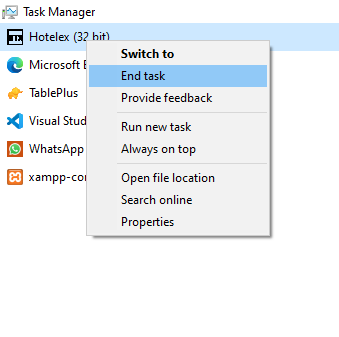 Task Manager
Hotelex (32 bit)
Switch to
End task
Microsoft E
Provide feedback
TablePlus
Run new task
Visual Stud
Always on top
WhatsApp
Open file location
xampp-con
Search online
Properties